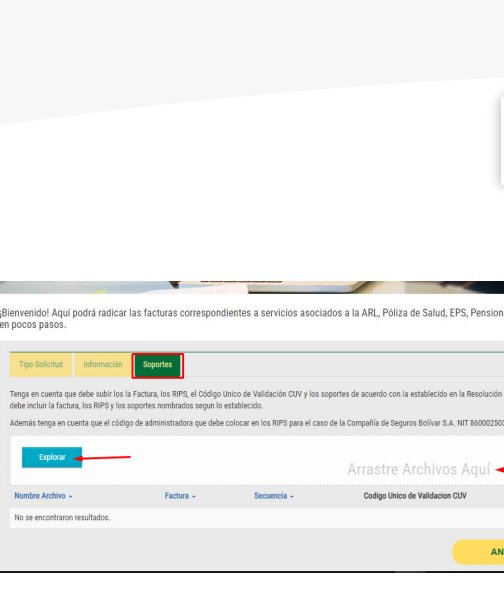 ¡Bienvenido! Aquí podrá radicar las facturas correspondientes a servicios asociados a la ARL, Póliza de Salud, EPS, Pension
en pocos pasos.
Tipo Solicitud Información Soportes
Tenga en cuenta que debe subir los la Factura, los RIPS, el Código Unico de Validación CUV y los soportes de acuerdo con la establecido en la Resolución
debe incluir la factura, los RIPS y los soportes nombrados segun lo establecido.
Además tenga en cuenta que el código de administradora que debe colocar en los RIPS para el caso de la Compañía de Seguros Bolívar S.A. NIT 860002503
Explorar
Arrastre Archivos Aquí
Nombre Archivo Factura Secuencia Codigo Unico de Validacion CUV
No se encontraron resultados.
AN